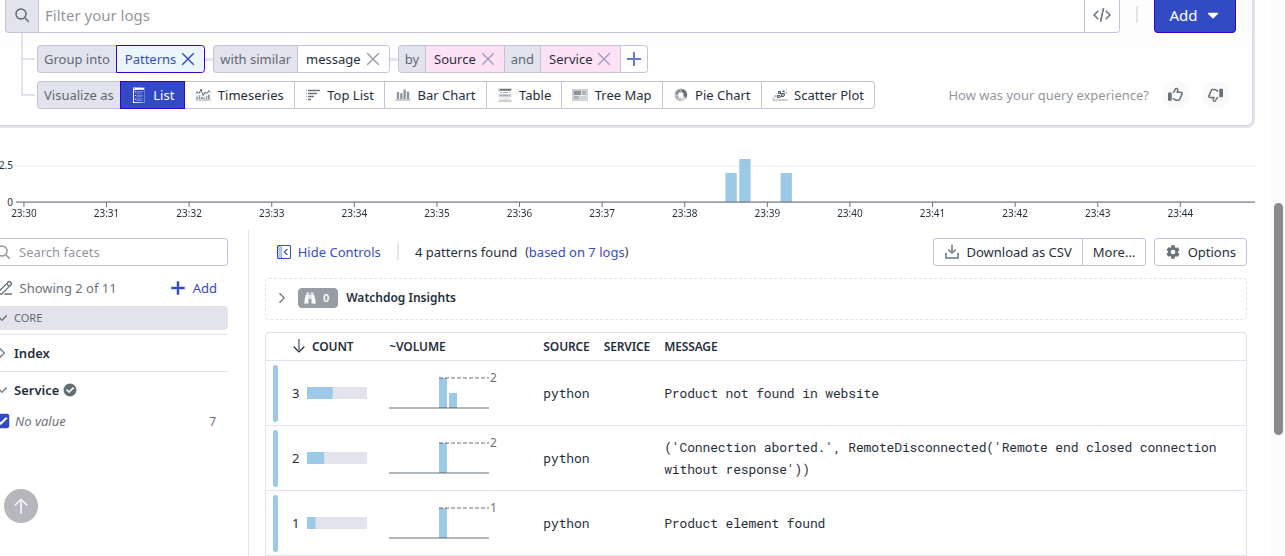 Filter your logs
</>
Add
Group into Patterns with similar message by Source and Service
Visualize as List Timeseries Top List Bar Chart Table Tree Map Pie Chart Scatter Plot How was your query experience?
2.5
0
23:30 23:31 23:32 23:33 23:34 23:35 23:36 23:37 23:38 23:39 23:40 23:41 23:42 23:43 23:44
Search facets
Hide Controls 4 patterns found (based on 7 logs) Download as CSV More... Options
Showing 2 of 11 Add
0 Watchdog Insights
CORE
Index
Service
No value 7
COUNT ~VOLUME SOURCE SERVICE MESSAGE
3 2 python Product not found in website
2 2 python ('Connection aborted.', RemoteDisconnected('Remote end closed connection
without response'))
1 1 python Product element found